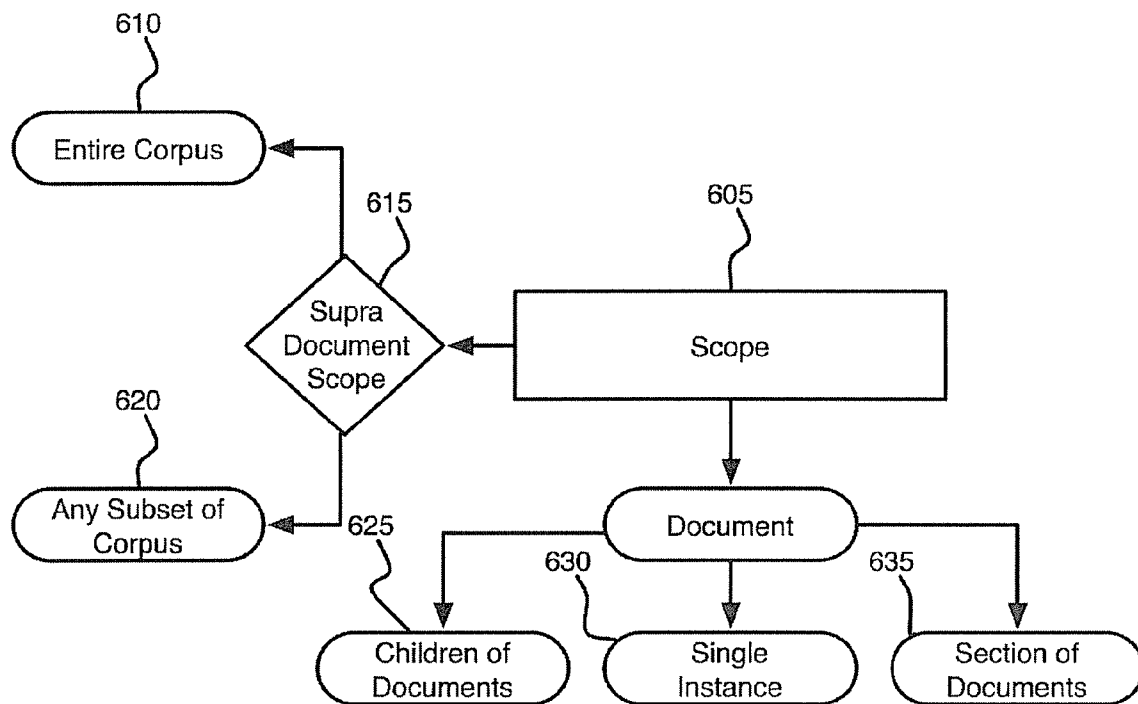 610
Entire Corpus
615
605
Supra
Document
Scope
Scope
620
Any Subset of
Corpus
Document
625
630
635
Children of
Documents
Single
Instance
Section of
Documents